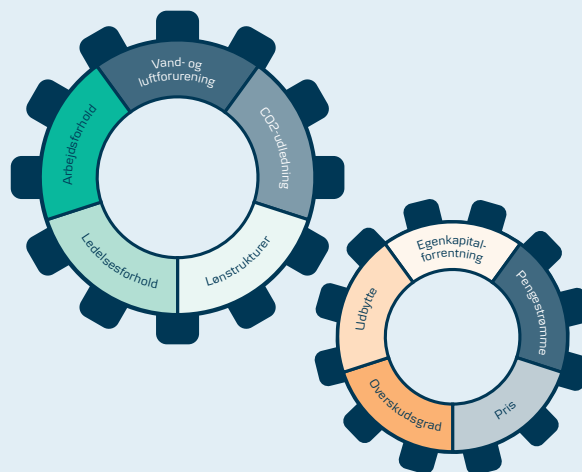 Vand- og
luftforurening
CO2-udledning
Lønstrukturer
Ledelsesforhold
Arbejdsforhold
Egenkapital-
forrentning
Pengestrømme
Pris
Overskudsgrad
Udbytte